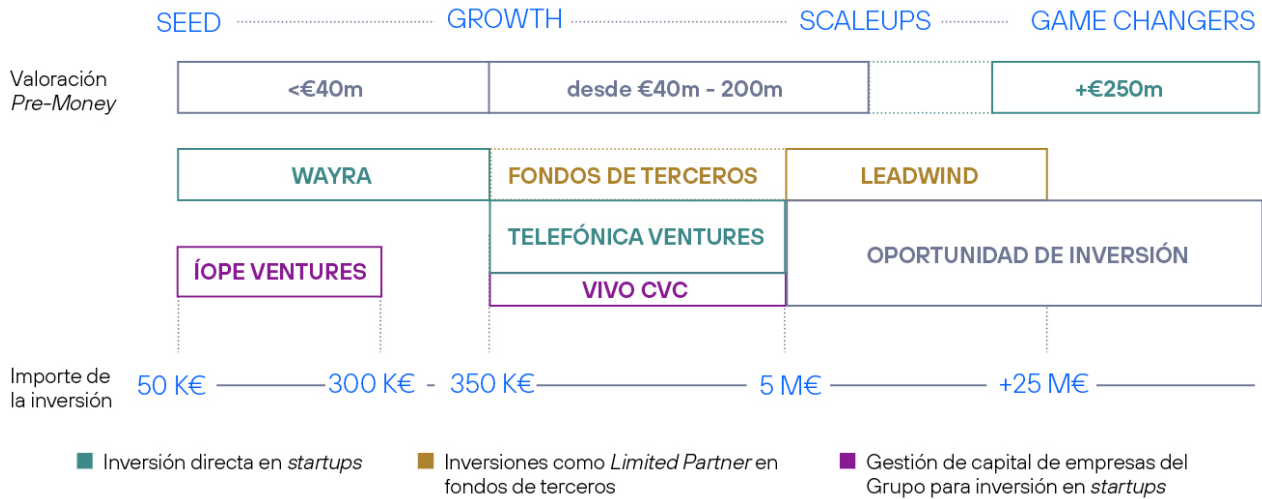 SEED GROWTH SCALEUPS GAME CHANGERS
Valoración
Pre-Money
<€40m desde €40m - 200m +€250m
WAYRA FONDOS DE TERCEROS LEADWIND
TELEFÓNICA VENTURES
OPORTUNIDAD DE INVERSIÓN
ÍOPE VENTURES
VIVO CVC
Importe de
la inversión
50 K€ 300 K€ 350 K€ 5 M€ +25 M€
Inversión directa en startups
Inversiones como Limited Partner en
fondos de terceros
Gestión de capital de empresas del
Grupo para inversión en startups